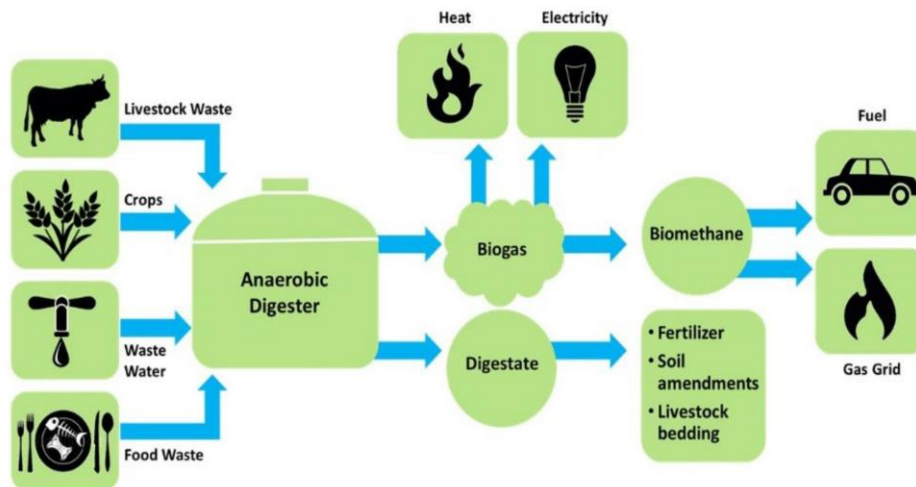 Heat
Electricity
Livestock Waste
Fuel
Crops
Biogas
Biomethane
Anaerobic
Digester
Waste
Water
Digestate
• Fertilizer
• Soil
amendments
• Livestock
bedding
Gas Grid
Food Waste